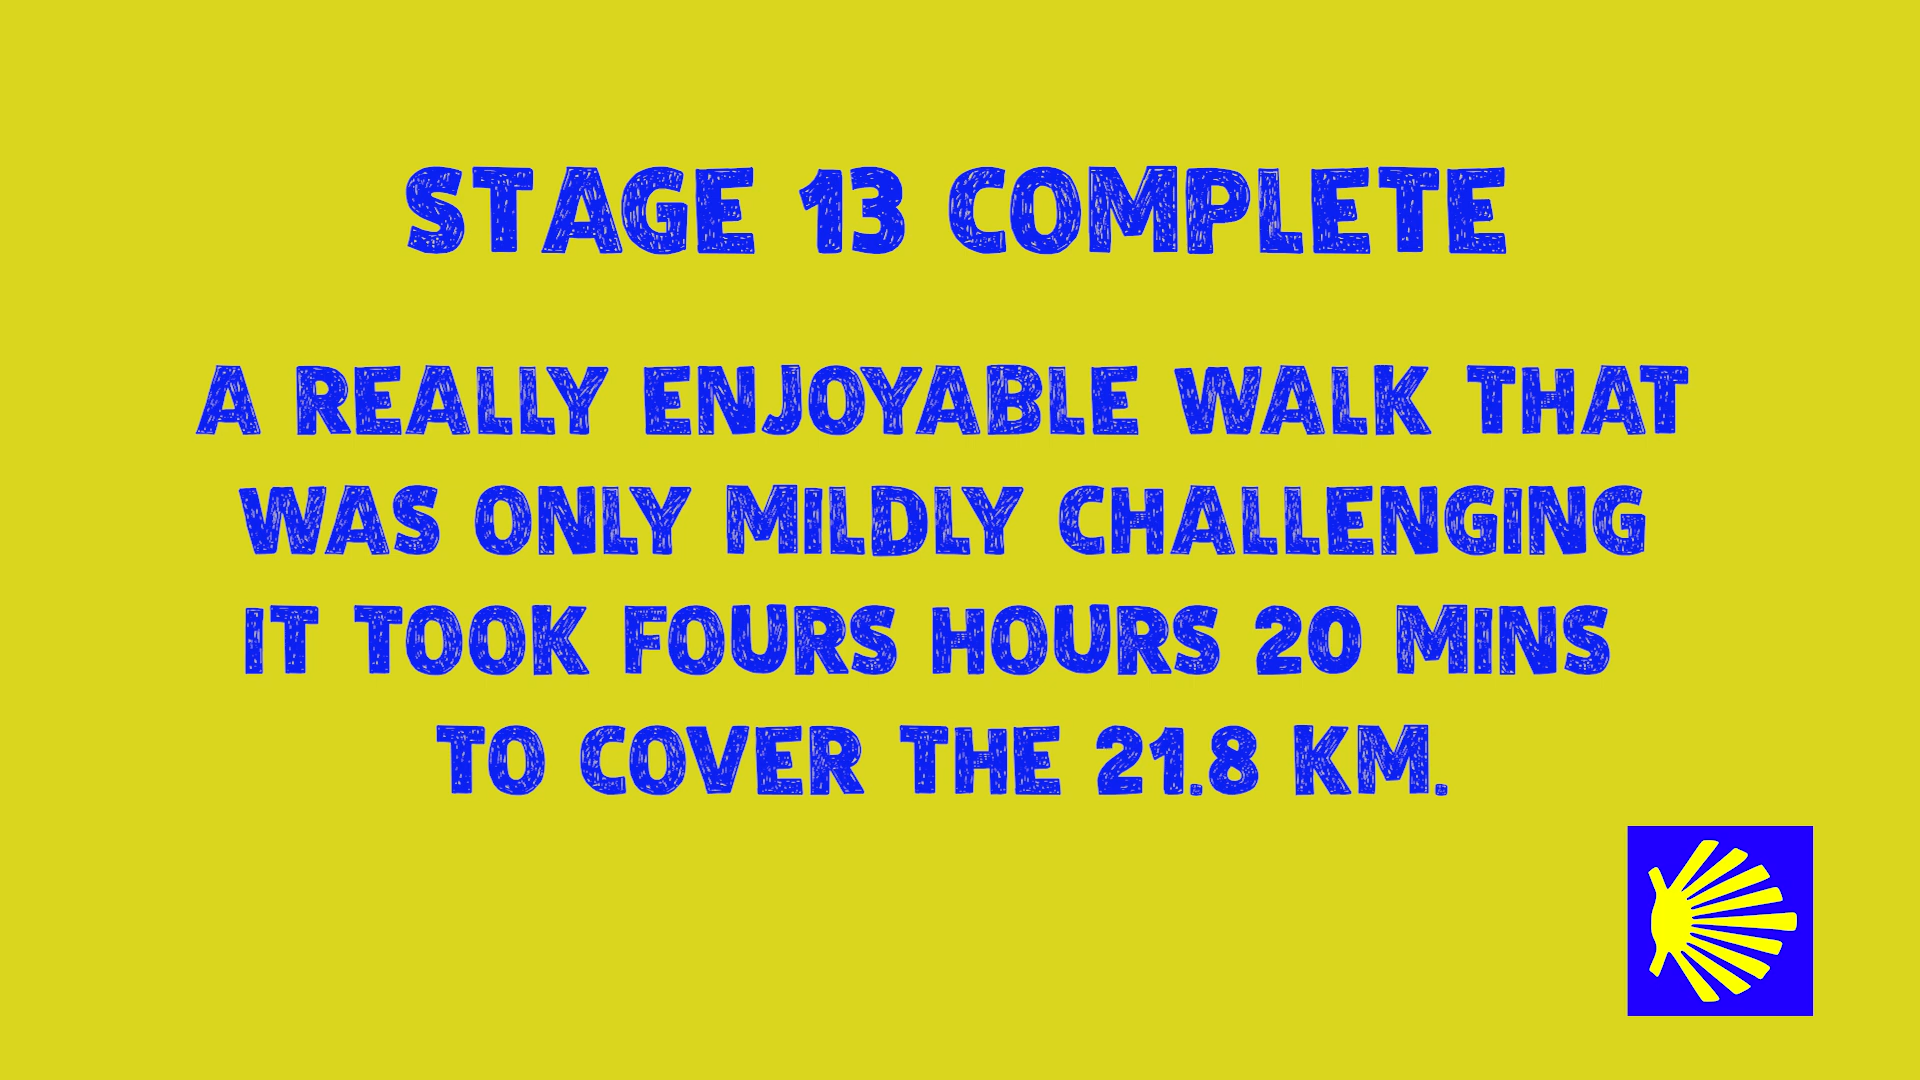 STAGE 13 COMPLETE
A REALLY ENJOYABLE WALK THAT
WAS ONLY MILDLY CHALLENGING
IT TOOK FOURS HOURS 20 MINS
TO COVER THE 21.8 KM.